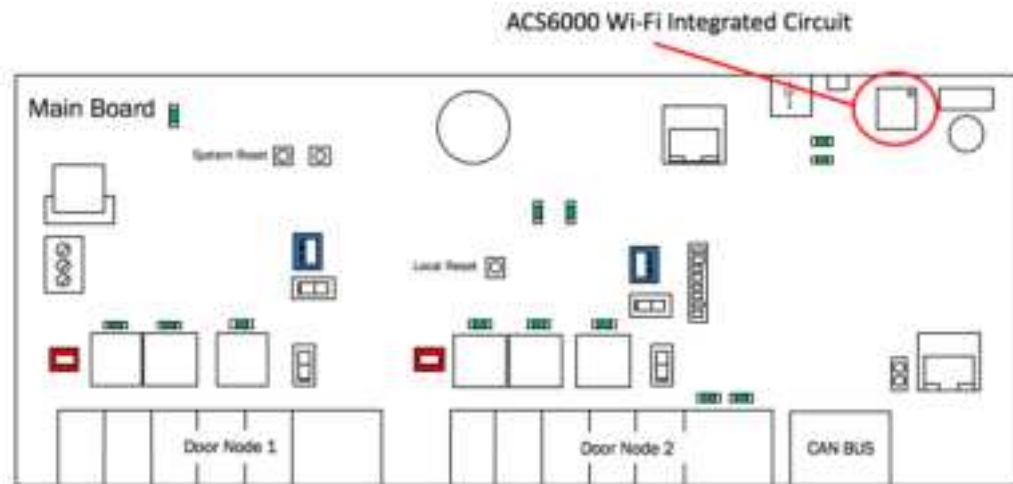 ACS6000 Wi-Fi Integrated Circuit
Main Board
System Reset
Local Reset
Door Node 1
Door Node 2
CAN BUS